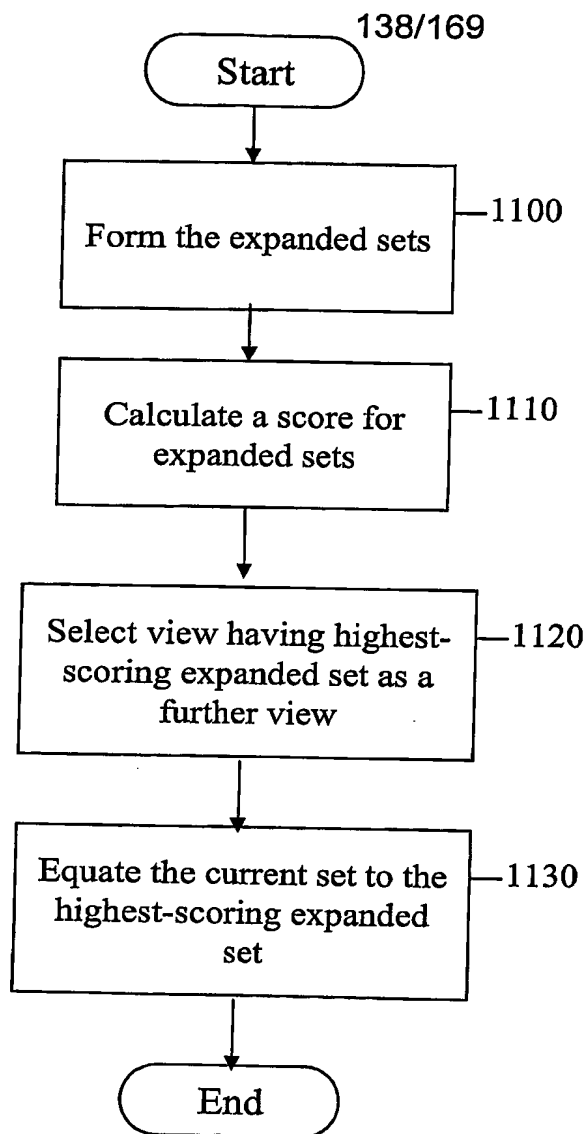 138/169
Start
Form the expanded sets
1100
Calculate a score for
expanded sets
1110
Select view having highest-
scoring expanded set as a
further view
1120
Equate the current set to the
highest-scoring expanded
set
1130
End